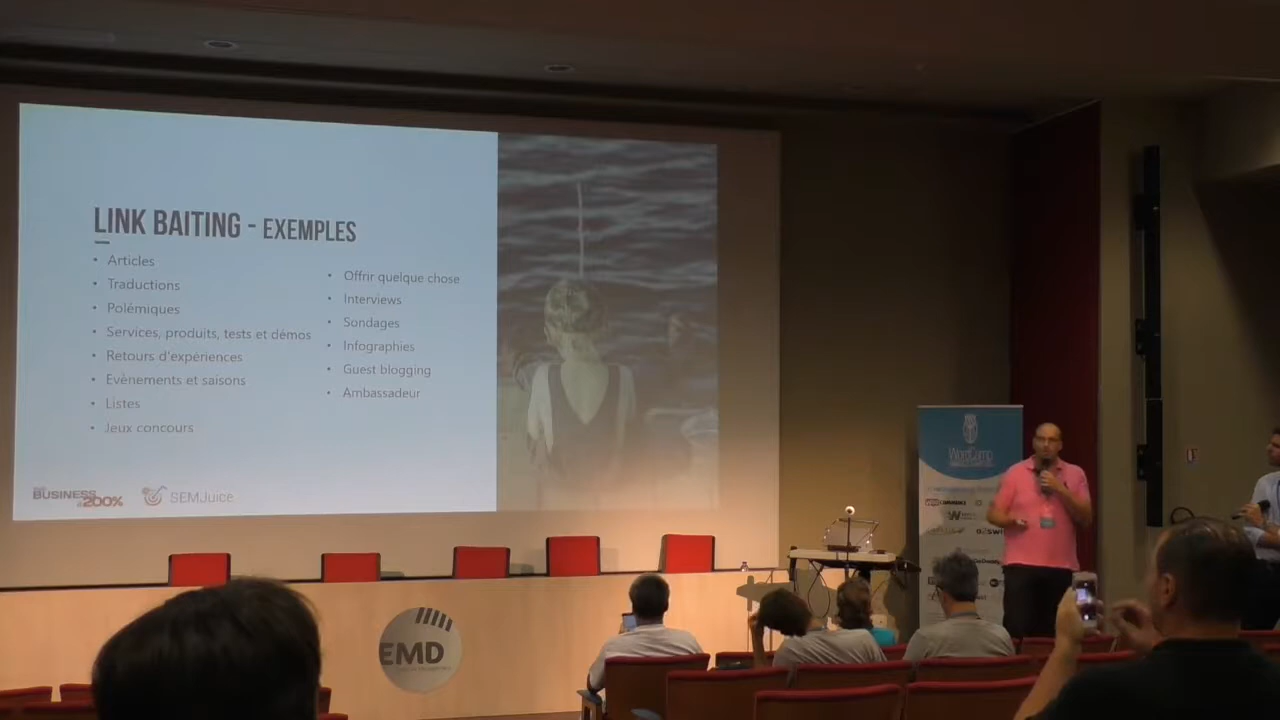 LINK BAITING - EXEMPLES
• Articles
• Traductions
• Polémiques
• Services, produits, tests et démos
• Retours d'expériences
• Evènements et saisons
• Listes
• Jeux concours
• Offrir quelque chose
• Interviews
• Sondages
• Infographies
• Guest blogging
• Ambassadeur
BUSINESS
à 200%
SEMJuice
WordCamp
EMD